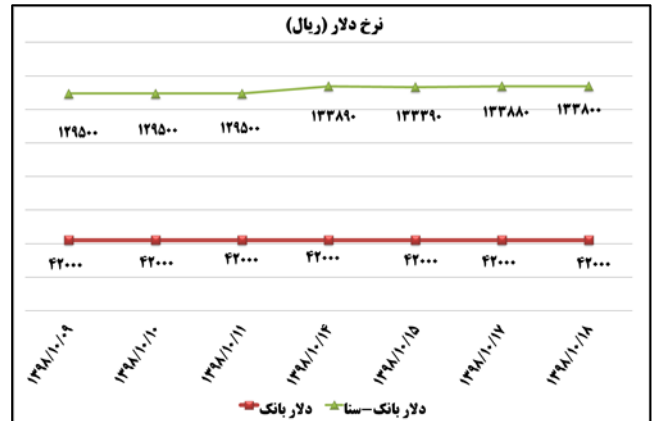 نرخ دلار (ریال)
۱۲۹۵۰۰ ۱۲۹۵۰۰ ۱۲۹۵۰۰ ۱۳۳۸۹۰ ۱۳۳۳۹۰ ۱۳۳۸۸۰ ۱۳۳۸۰۰
۴۲۰۰۰ ۴۲۰۰۰ ۴۲۰۰۰ ۴۲۰۰۰ ۴۲۰۰۰ ۴۲۰۰۰ ۴۲۰۰۰
۱۳۹۸/۱۰/۰۹ ۱۳۹۸/۱۰/۱۰ ۱۳۹۸/۱۰/۱۱ ۱۳۹۸/۱۰/۱۴ ۱۳۹۸/۱۰/۱۵ ۱۳۹۸/۱۰/۱۷ ۱۳۹۸/۱۰/۱۸
دلار بانک-سنا دلار بانک